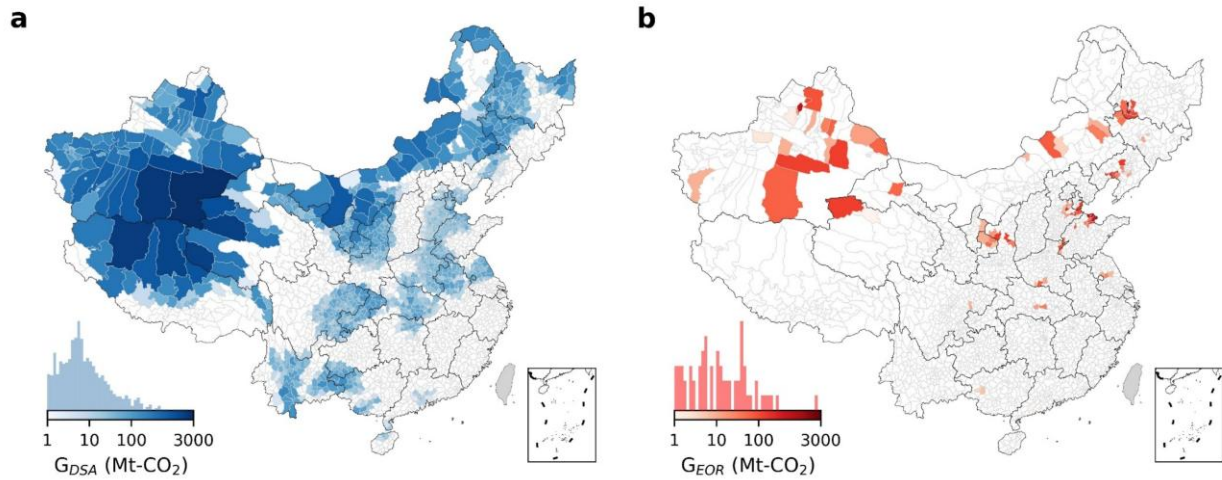 a
1 10 100 3000
G_DSA (Mt-CO₂)
b
1 10 100 3000
G_EOR (Mt-CO₂)